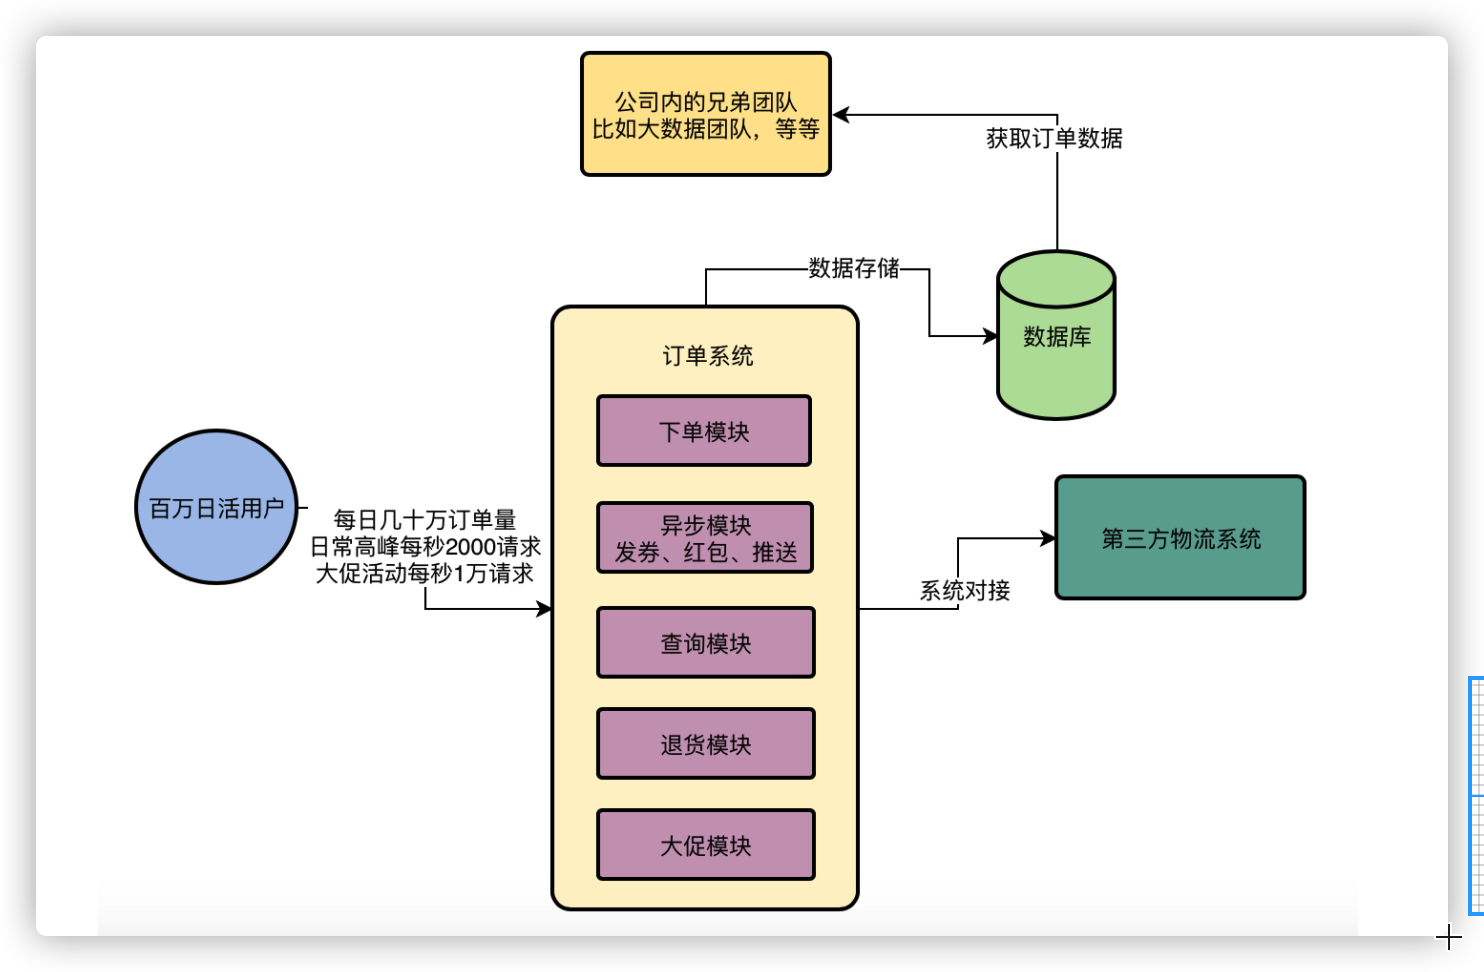 公司内的兄弟团队
比如大数据团队，等等
获取订单数据
数据存储
数据库
订单系统
下单模块
百万日活用户
每日几十万订单量
日常高峰每秒2000请求
大促活动每秒1万请求
异步模块
发券、红包、推送
第三方物流系统
系统对接
查询模块
退货模块
大促模块